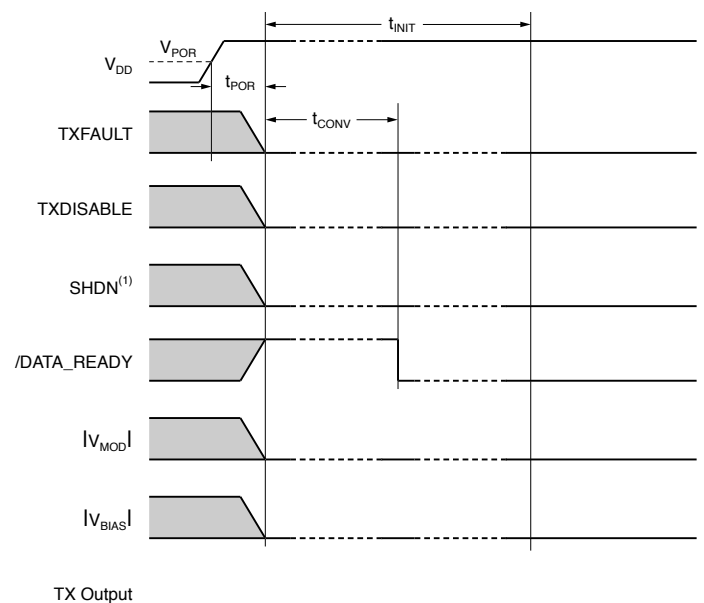 t_INIT
V_POR
V_DD
t_POR
t_CONV
TXFAULT
TXDISABLE
SHDN(1)
/DATA_READY
|V_MOD|
|V_BIAS|
TX Output